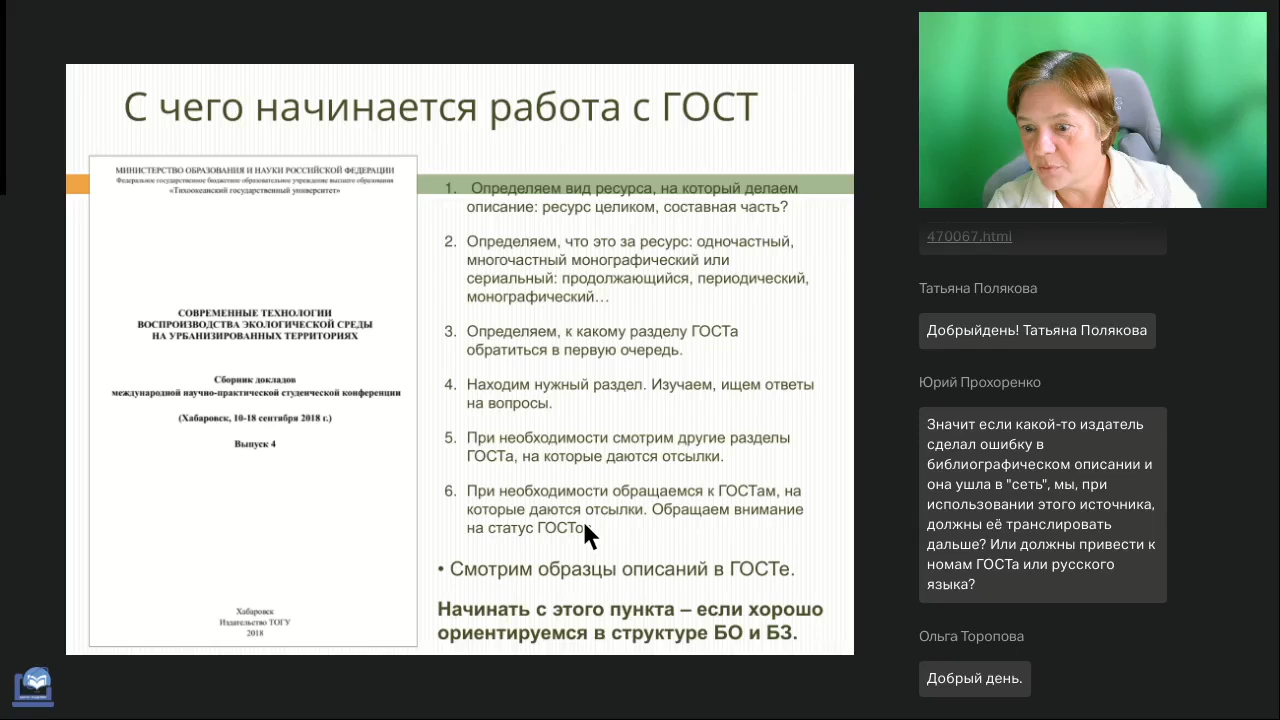 С чего начинается работа с ГОСТ
МИНИСТЕРСТВО ОБРАЗОВАНИЯ И НАУКИ РОССИЙСКОЙ ФЕДЕРАЦИИ
Федеральное государственное бюджетное образовательное учреждение высшего образования
«Тихоокеанский государственный университет»
СОВРЕМЕННЫЕ ТЕХНОЛОГИИ
ВОСПРОИЗВОДСТВА ЭКОЛОГИЧЕСКОЙ СРЕДЫ
НА УРБАНИЗИРОВАННЫХ ТЕРРИТОРИЯХ
Сборник докладов
международной научно-практической студенческой конференции
(Хабаровск, 10-18 сентября 2018 г.)
Выпуск 4
Хабаровск
Издательство ТОГУ
2018
1. Определяем вид ресурса, на который делаем
описание: ресурс целиком, составная часть?
2. Определяем, что это за ресурс: одночастный,
многочастный монографический или
сериальный: продолжающийся, периодический,
монографический…
3. Определяем, к какому разделу ГОСТа
обратиться в первую очередь.
4. Находим нужный раздел. Изучаем, ищем ответы
на вопросы.
5. При необходимости смотрим другие разделы
ГОСТа, на которые даются отсылки.
6. При необходимости обращаемся к ГОСТам, на
которые даются отсылки. Обращаем внимание
на статус ГОСТов.
• Смотрим образцы описаний в ГОСТе.
Начинать с этого пункта – если хорошо
ориентируемся в структуре БО и БЗ.
470067.html
Татьяна Полякова
Добрыйдень! Татьяна Полякова
Юрий Прохоренко
Значит если какой-то издатель
сделал ошибку в
библиографическом описании и
она ушла в "сеть", мы, при
использовании этого источника,
должны её транслировать
дальше? Или должны привести к
номам ГОСТа или русского
языка?
Ольга Торопова
Добрый день.